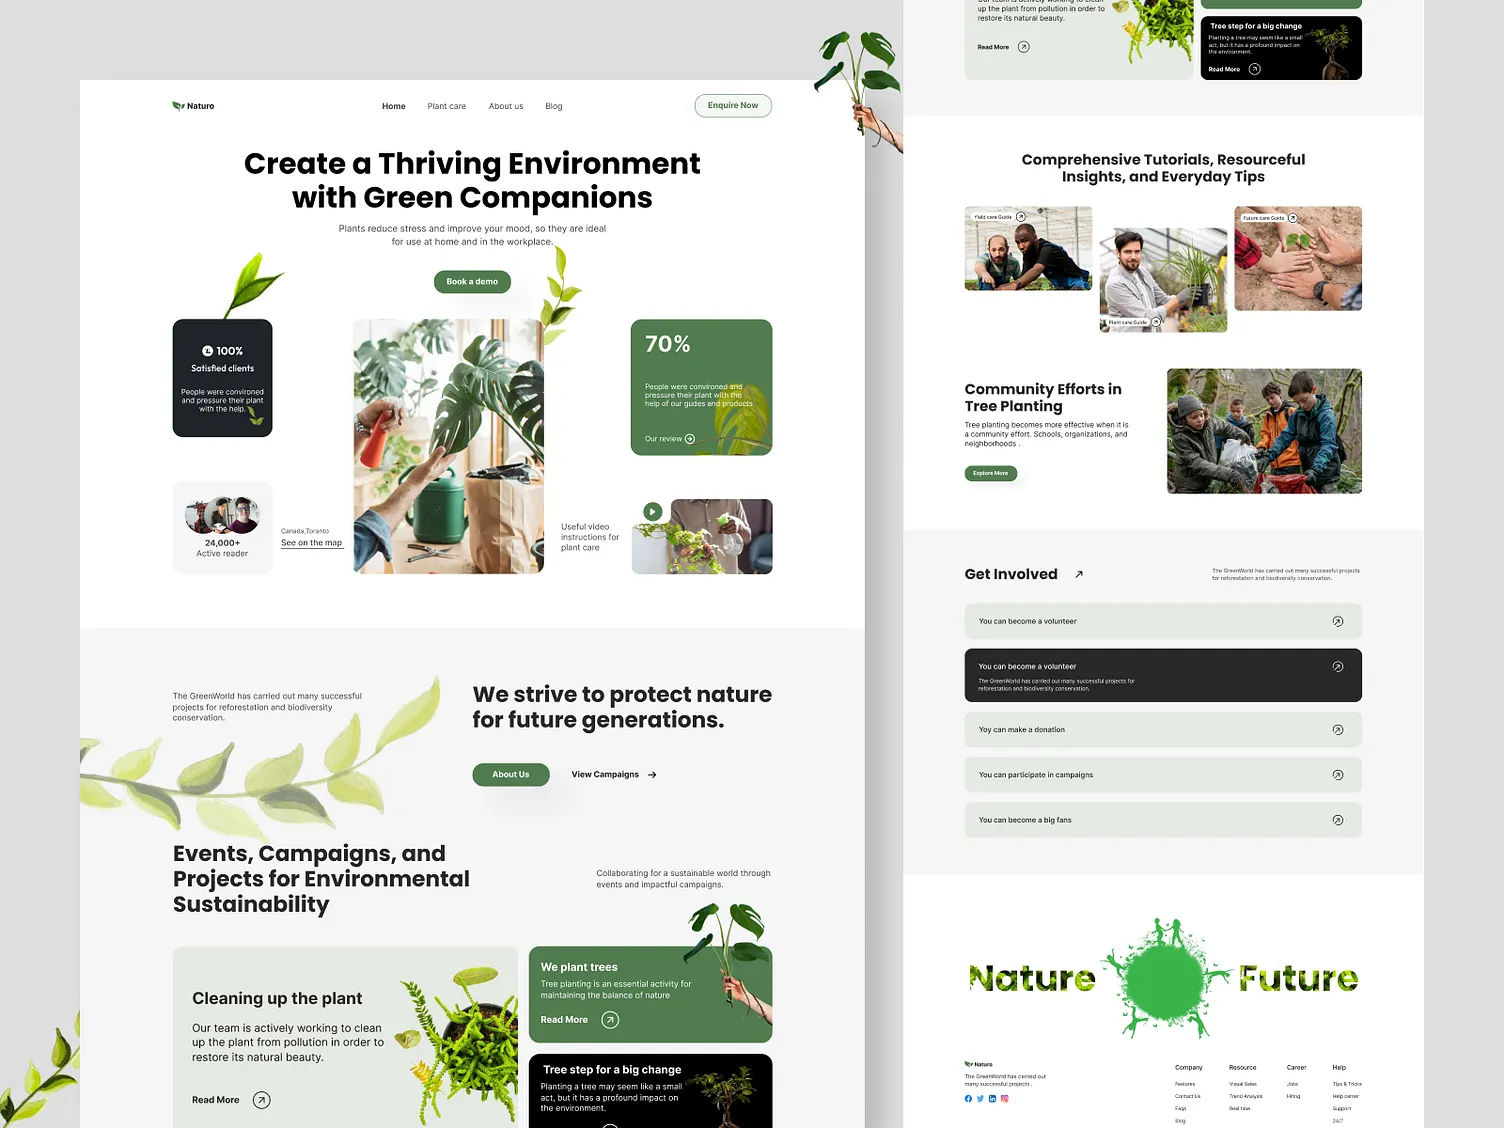 Naturo
Home
Plant care
About us
Blog
Enquire Now
Create a Thriving Environment
with Green Companions
Plants reduce stress and improve your mood, so they are ideal
for use at home and in the workplace.
Book a demo
100%
Satisfied clients
People were convironed
and pressure their plant
with the help.
70%
People were convironed and
pressure their plant with the
help of our gudes and products
Our review
24,000+
Active reader
Canada,Toranto
See on the map
Useful video
instructions for
plant care
The GreenWorld has carried out many successful
projects for reforestation and biodiversity
conservation.
We strive to protect nature
for future generations.
About Us
View Campaigns
Events, Campaigns, and
Projects for Environmental
Sustainability
Collaborating for a sustainable world through
events and impactful campaigns.
Cleaning up the plant
Our team is actively working to clean
up the plant from pollution in order to
restore its natural beauty.
Read More
We plant trees
Tree planting is an essential activity for
maintaining the balance of nature
Read More
Tree step for a big change
Planting a tree may seem like a small
act, but it has a profound impact on
the environment.
Our team is actively working to clean
up the plant from pollution in order to
restore its natural beauty.
Read More
Tree step for a big change
Planting a tree may seem like a small
act, but it has a profound impact on
the environment.
Read More
Comprehensive Tutorials, Resourceful
Insights, and Everyday Tips
Yield care Guide
Plant care Guide
Future care Guide
Community Efforts in
Tree Planting
Tree planting becomes more effective when it is
a community effort. Schools, organizations, and
neighborhoods .
Explore More
Get Involved
The GreenWorld has carried out many successful projects
for reforestation and biodiversity conservation.
You can become a volunteer
You can become a volunteer
The GreenWorld has carried out many successful projects for
reforestation and biodiversity conservation.
Yoy can make a donation
You can participate in campaigns
You can become a big fans
Nature
Future
Naturo
The GreenWorld has carried out
many successful projects .
Company
Features
Contact Us
Faqs
Blog
Resource
Visual Sales
Trend Analysis
Real time
Career
Jobs
Hiring
Help
Tips & Tricks
Help center
Support
24/7